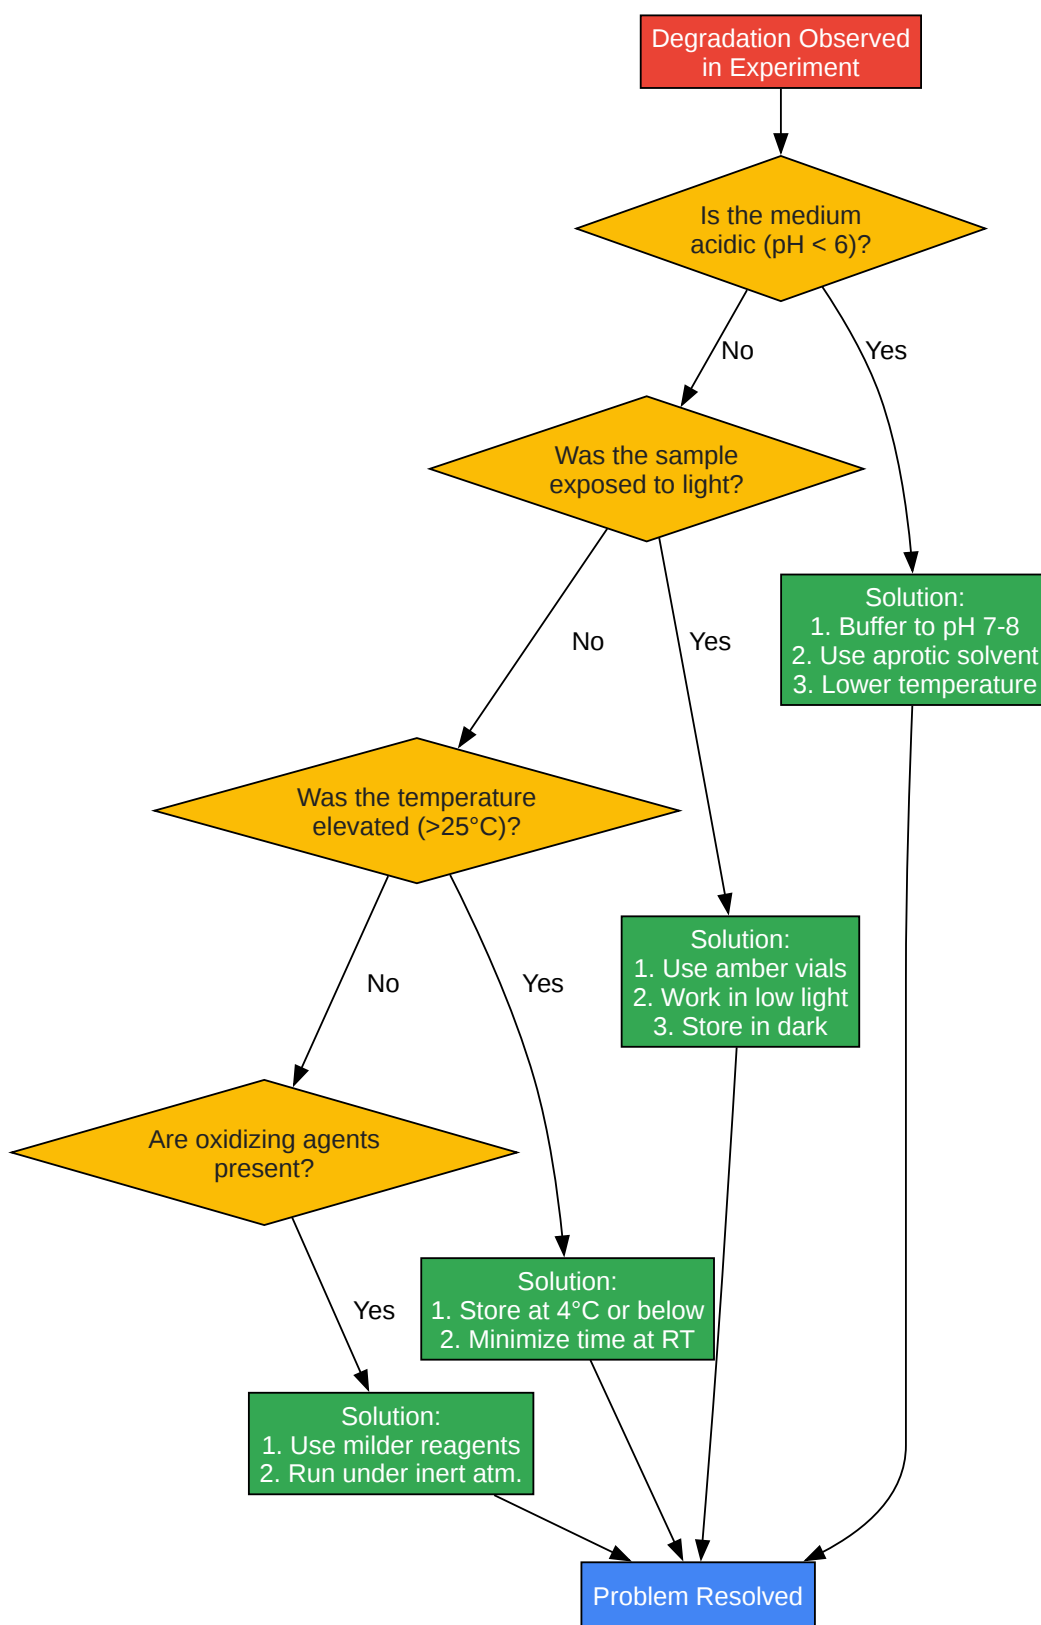 Degradation Observed
in Experiment
Is the medium
acidic (pH < 6)?
No
Yes
Was the sample
exposed to light?
Solution:
1. Buffer to pH 7-8
2. Use aprotic solvent
3. Lower temperature
No
Yes
Was the temperature
elevated (>25°C)?
Solution:
1. Use amber vials
2. Work in low light
3. Store in dark
No
Yes
Are oxidizing agents
present?
Solution:
1. Store at 4°C or below
2. Minimize time at RT
Yes
Solution:
1. Use milder reagents
2. Run under inert atm.
Problem Resolved